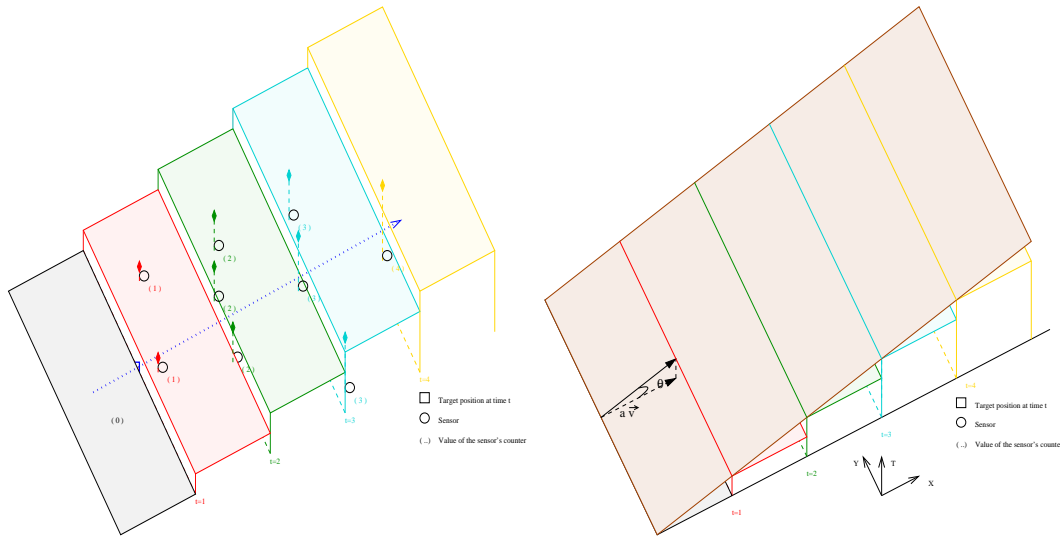 ( 3 )
( 2 )
( 4
( 1 )
( 2 )
( 3 )
( 1 )
( 2 )
( 3 )
( 0 )
t=4
t=3
t=2
t=1
Target position at time t
Sensor
( .. ) Value of the sensor's counter
θ
a v
t=4
t=3
t=2
t=1
Y T
X
Target position at time t
Sensor
( .. ) Value of the sensor's counter